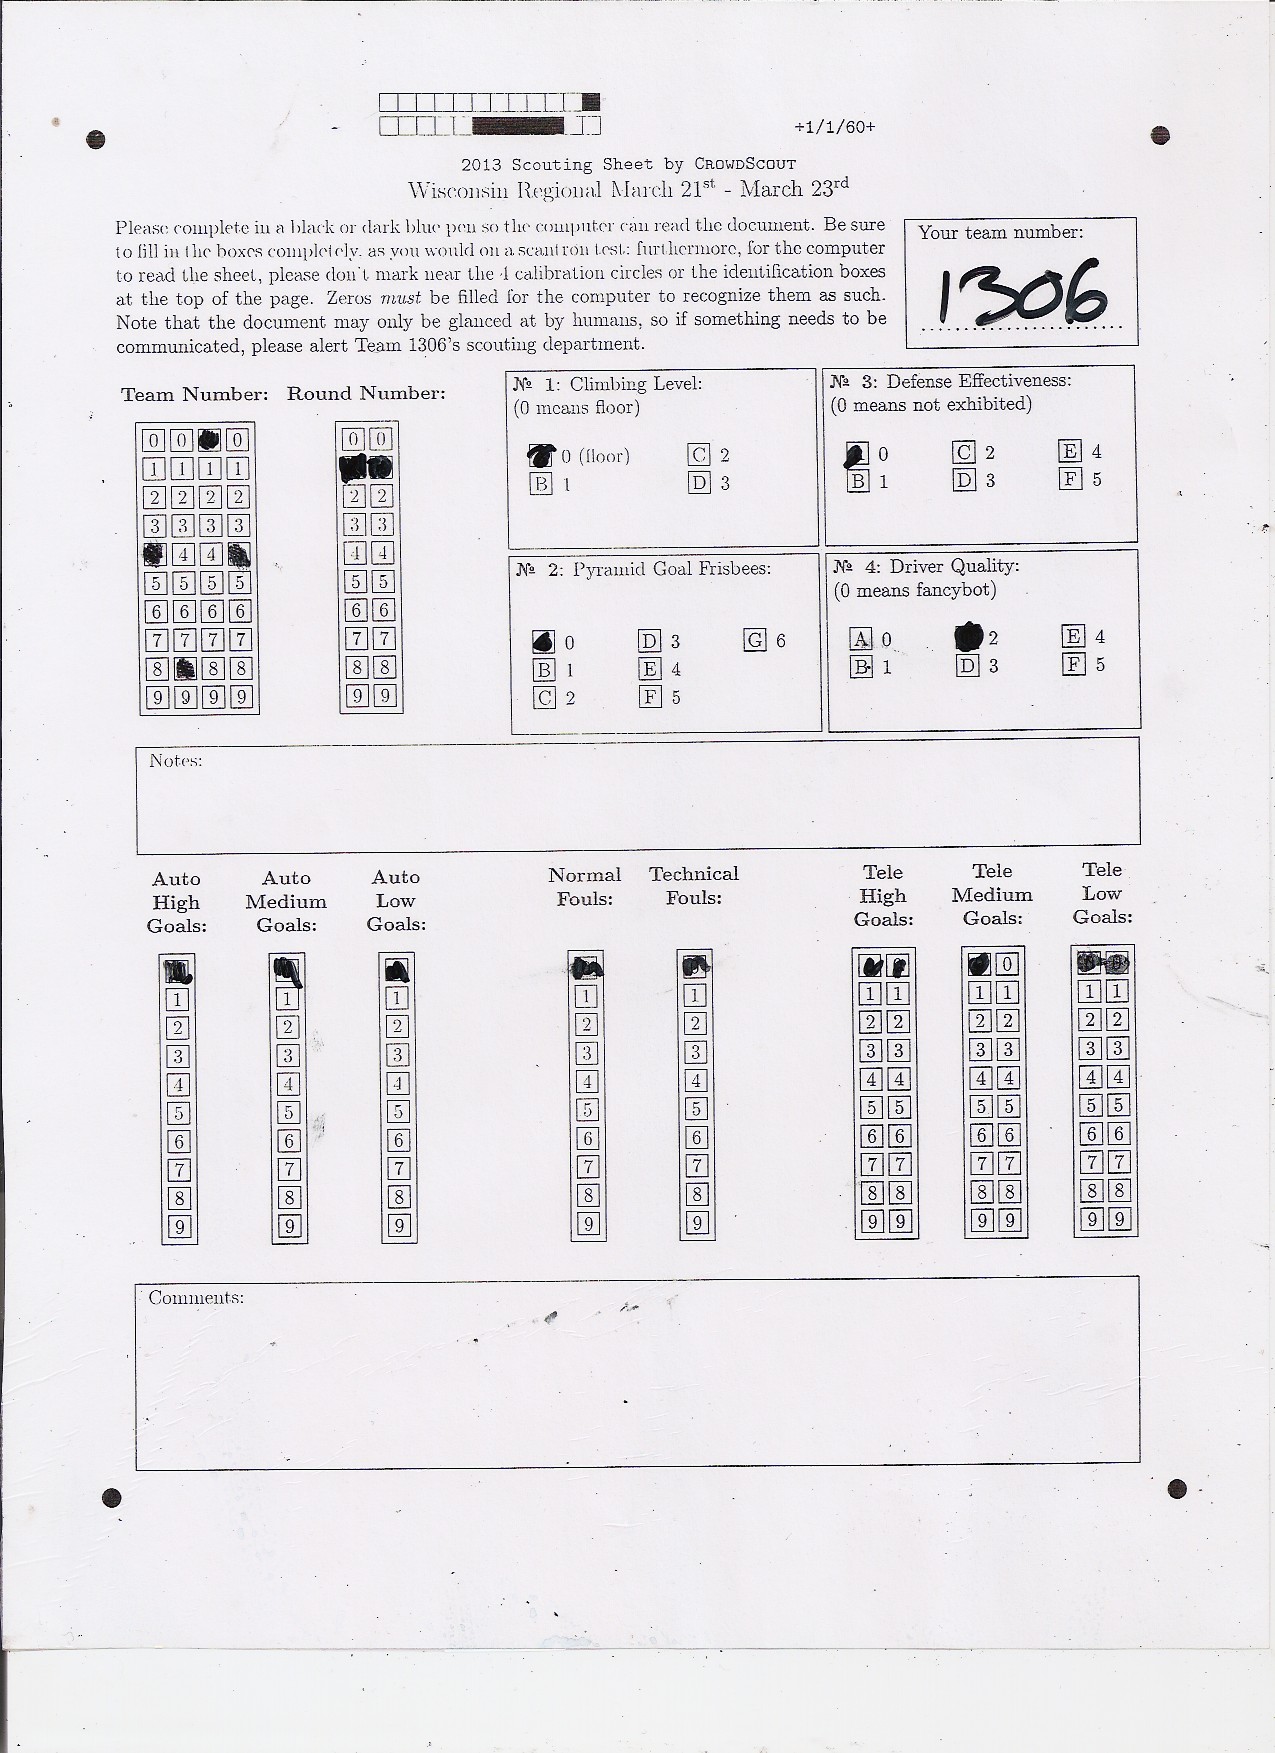 +1/1/60+
2013 Scouting Sheet by CROWDSCOUT
Wisconsin Regional March 21st - March 23rd
Please complete in a black or dark blue pen so the computer can read the document. Be sure
to fill in the boxes completely, as you would on a scantron test; furthermore, for the computer
to read the sheet, please don't mark near the 4 calibration circles or the identification boxes
at the top of the page. Zeros must be filled for the computer to recognize them as such.
Note that the document may only be glanced at by humans, so if something needs to be
communicated, please alert Team 1306's scouting department.
Your team number:
1306
Team Number: Round Number:
0 0 0 0 0
1 1 1 1
2 2 2 2 2 2
3 3 3 3 3 3
4 4 4 4
5 5 5 5 5 5
6 6 6 6 6 6
7 7 7 7 7 7
8 8 8 8 8
9 9 9 9 9 9
№ 1: Climbing Level:
(0 means floor)
0 (floor) C 2
B 1 D 3
№ 3: Defense Effectiveness:
(0 means not exhibited)
0 C 2 E 4
B 1 D 3 F 5
№ 2: Pyramid Goal Frisbees:
0 D 3 G 6
B 1 E 4
C 2 F 5
№ 4: Driver Quality:
(0 means fancybot)
A 0 2 E 4
B 1 D 3 F 5
Notes:
Auto High Goals:
1
2
3
4
5
6
7
8
9
Auto Medium Goals:
1
2
3
4
5
6
7
8
9
Auto Low Goals:
1
2
3
4
5
6
7
8
9
Normal Fouls:
1
2
3
4
5
6
7
8
9
Technical Fouls:
1
2
3
4
5
6
7
8
9
Tele High Goals:
1 1
2 2
3 3
4 4
5 5
6 6
7 7
8 8
9 9
Tele Medium Goals:
0
1 1
2 2
3 3
4 4
5 5
6 6
7 7
8 8
9 9
Tele Low Goals:
1 1
2 2
3 3
4 4
5 5
6 6
7 7
8 8
9 9
Comments: